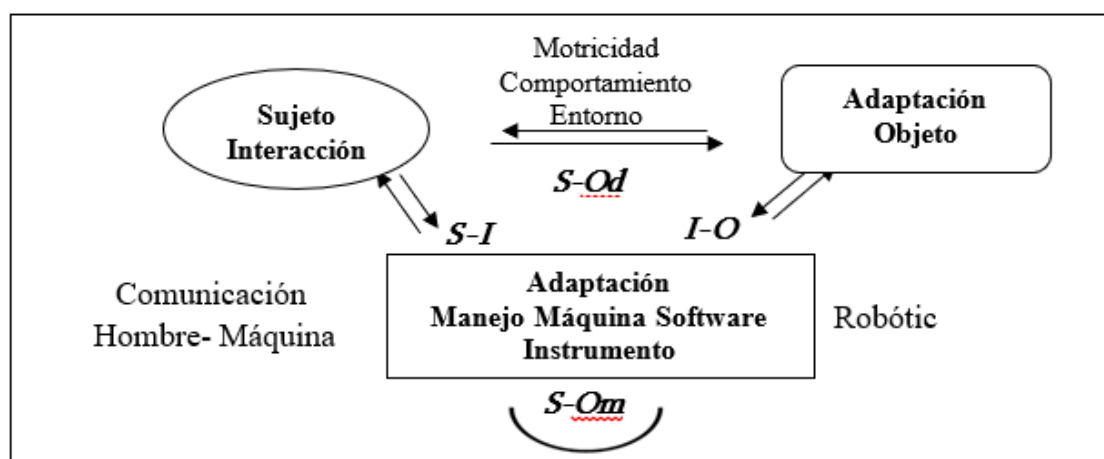 Motricidad
Comportamiento
Entorno
Sujeto
Interacción
Adaptación
Objeto
S-Od
S-I
I-O
Comunicación
Hombre- Máquina
Adaptación
Manejo Máquina Software
Instrumento
Robótic
S-Om